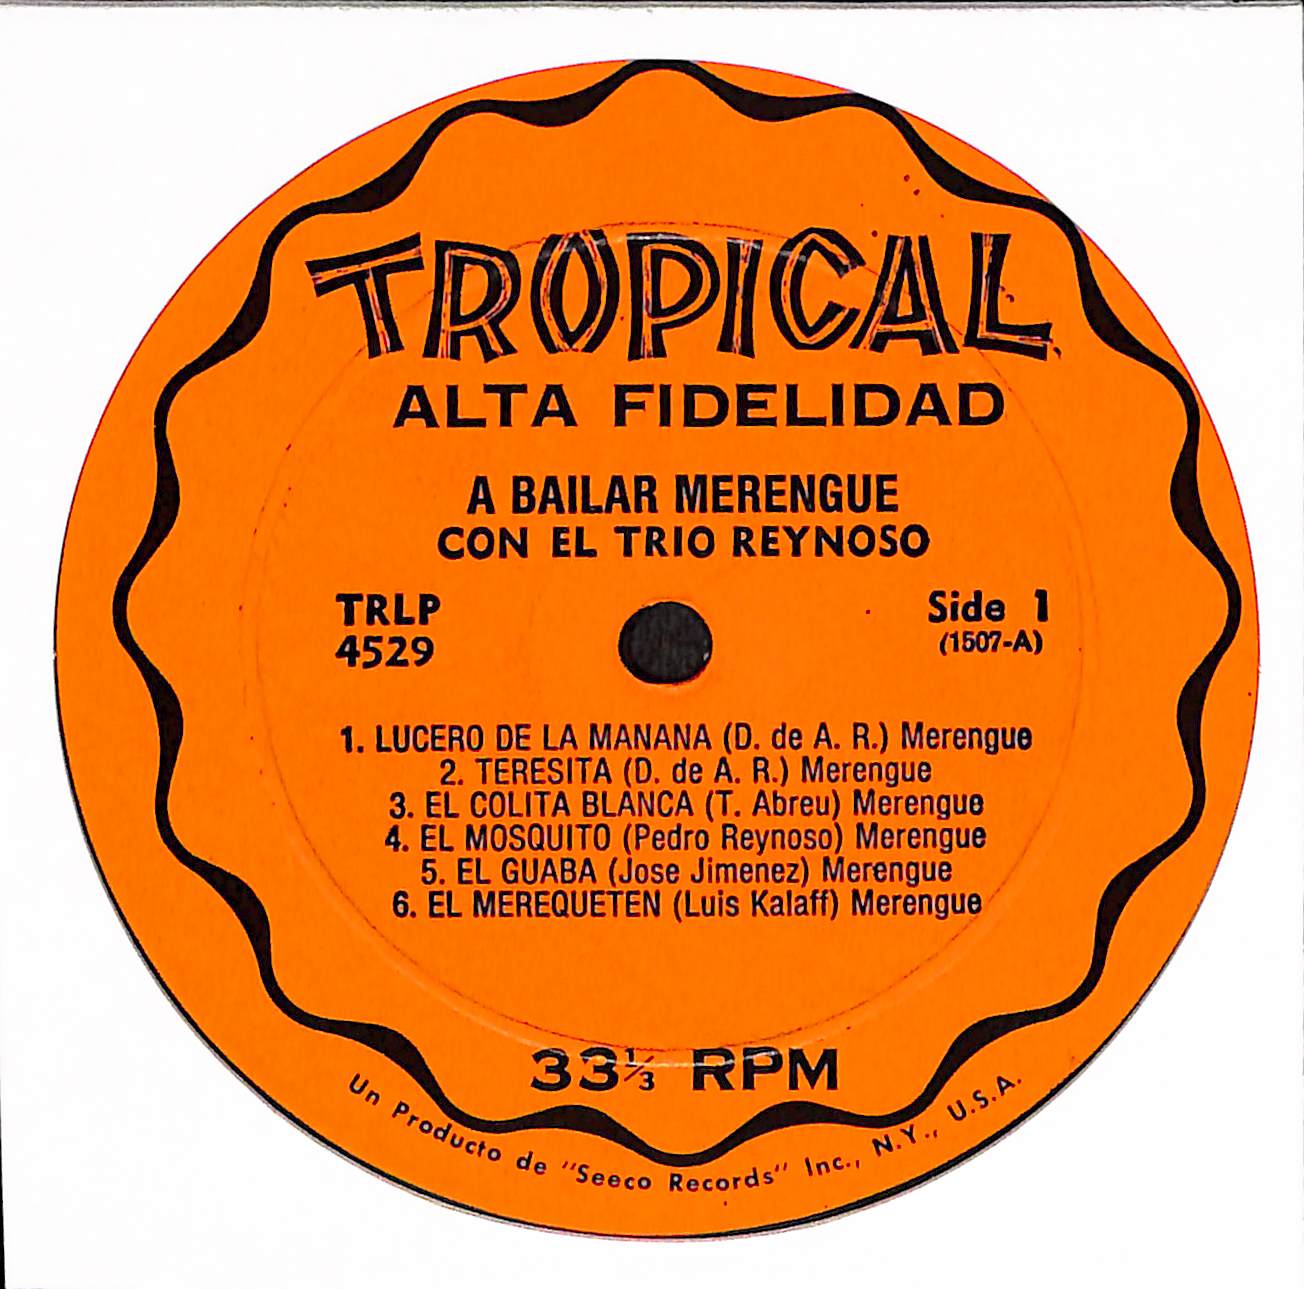 TROPICAL
ALTA FIDELIDAD
A BAILAR MERENGUE
CON EL TRIO REYNOSO
TRLP
4529
Side 1
(1507-A)
1. LUCERO DE LA MANANA (D. de A. R.) Merengue
2. TERESITA (D. de A. R.) Merengue
3. EL COLITA BLANCA (T. Abreu) Merengue
4. EL MOSQUITO (Pedro Reynoso) Merengue
5. EL GUABA (Jose Jimenez) Merengue
6. EL MEREQUETEN (Luis Kalaff) Merengue
33⅓ RPM
Un Producto de "Seeco Records" Inc., N.Y., U.S.A.